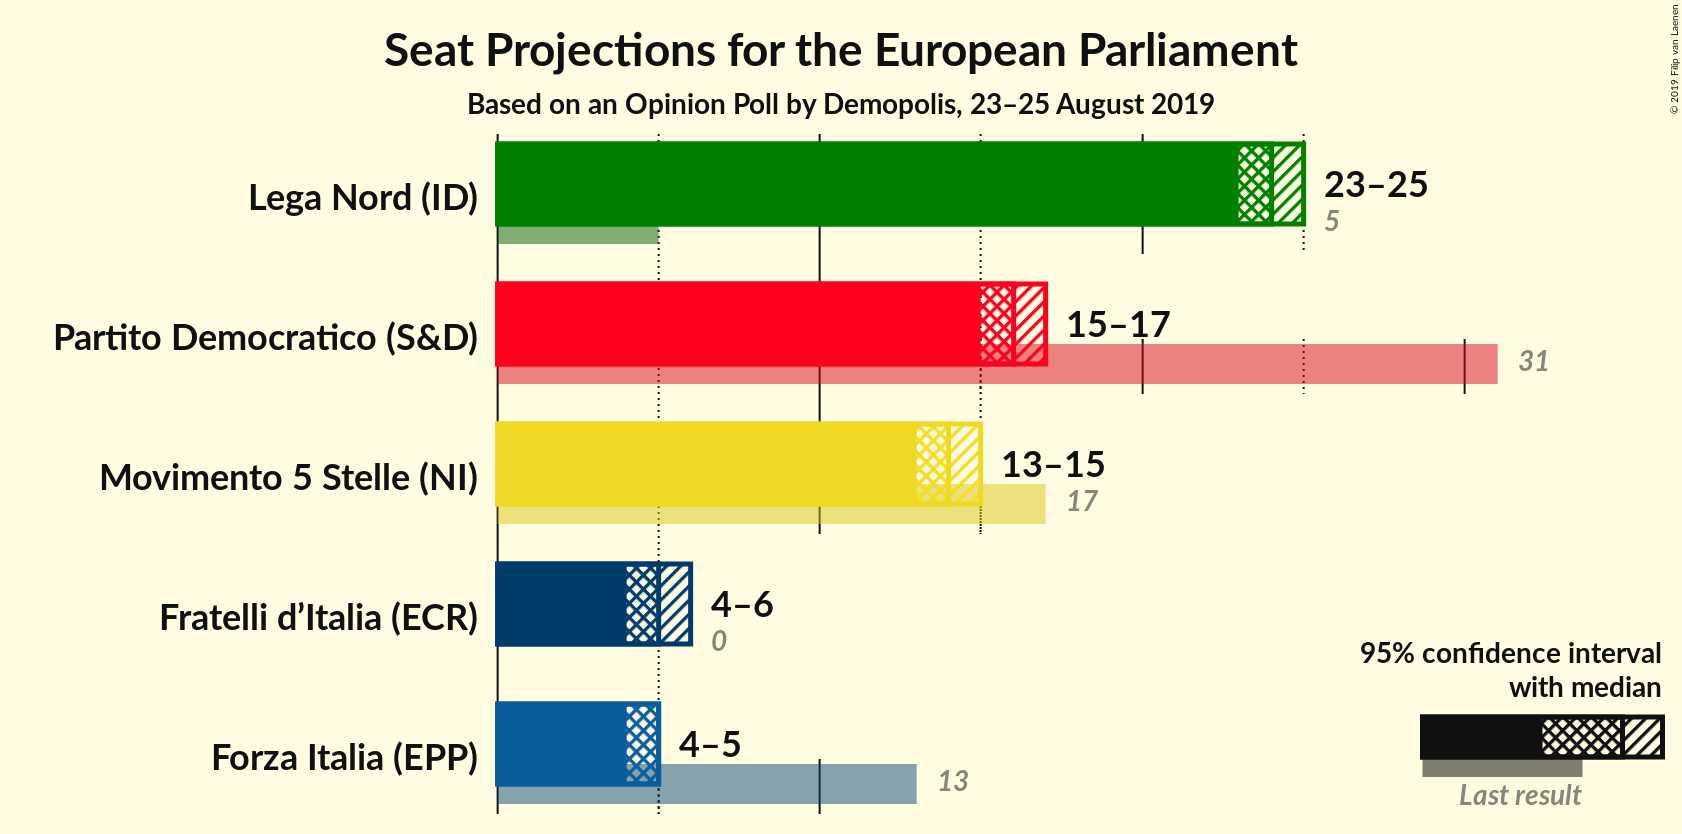 Seat Projections for the European Parliament
Based on an Opinion Poll by Demopolis, 23–25 August 2019
© 2019 Filip van Laenen
Lega Nord (ID)
23–25
5
Partito Democratico (S&D)
15–17
31
Movimento 5 Stelle (NI)
13–15
17
Fratelli d’Italia (ECR)
4–6
0
Forza Italia (EPP)
4–5
13
95% confidence interval
with median
Last result